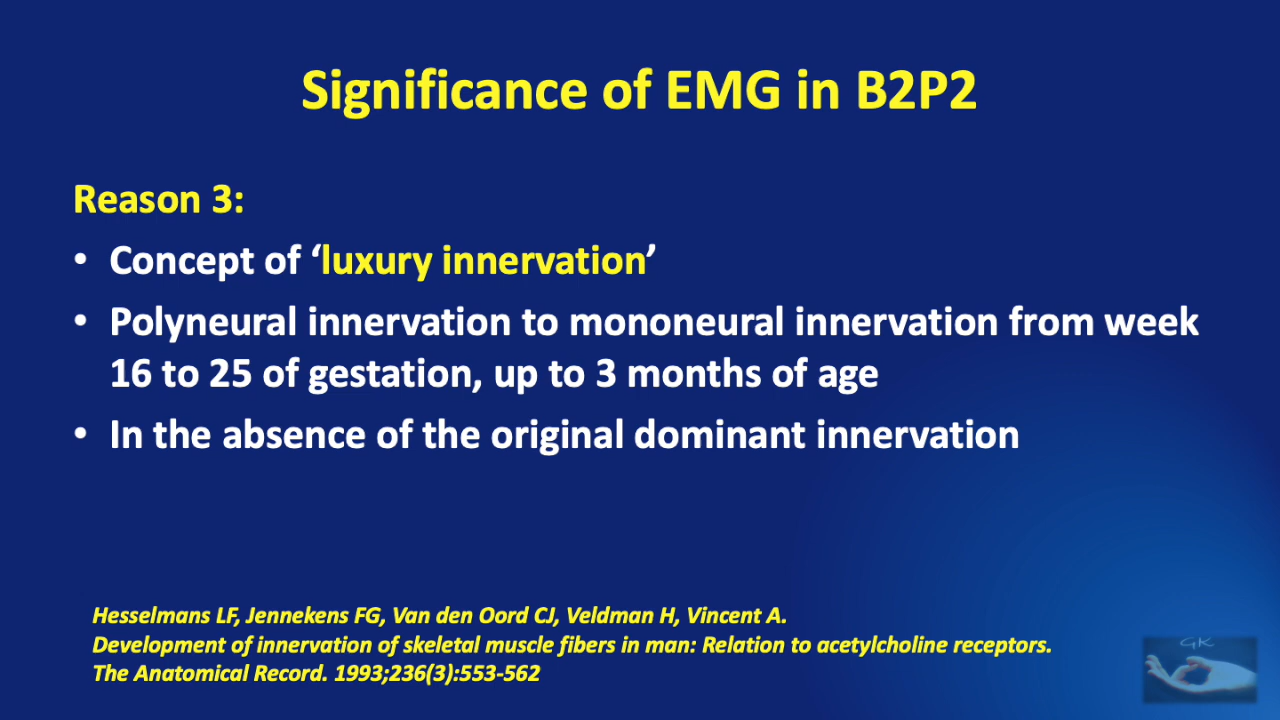 Significance of EMG in B2P2
Reason 3:
• Concept of ‘luxury innervation’
• Polyneural innervation to mononeural innervation from week
16 to 25 of gestation, up to 3 months of age
• In the absence of the original dominant innervation
Hesselmans LF, Jennekens FG, Van den Oord CJ, Veldman H, Vincent A.
Development of innervation of skeletal muscle fibers in man: Relation to acetylcholine receptors.
The Anatomical Record. 1993;236(3):553-562
GK